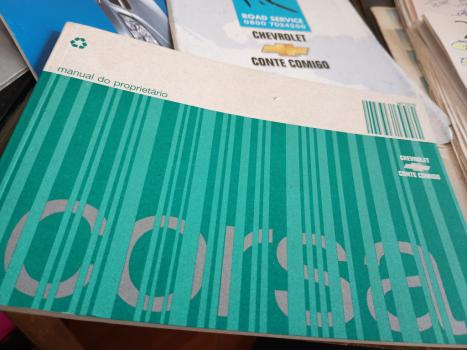 ROAD SERVICE
0800 7024200
CHEVROLET
CONTE COMIGO
manual do proprietário
CHEVROLET
CONTE COMIGO
corsa